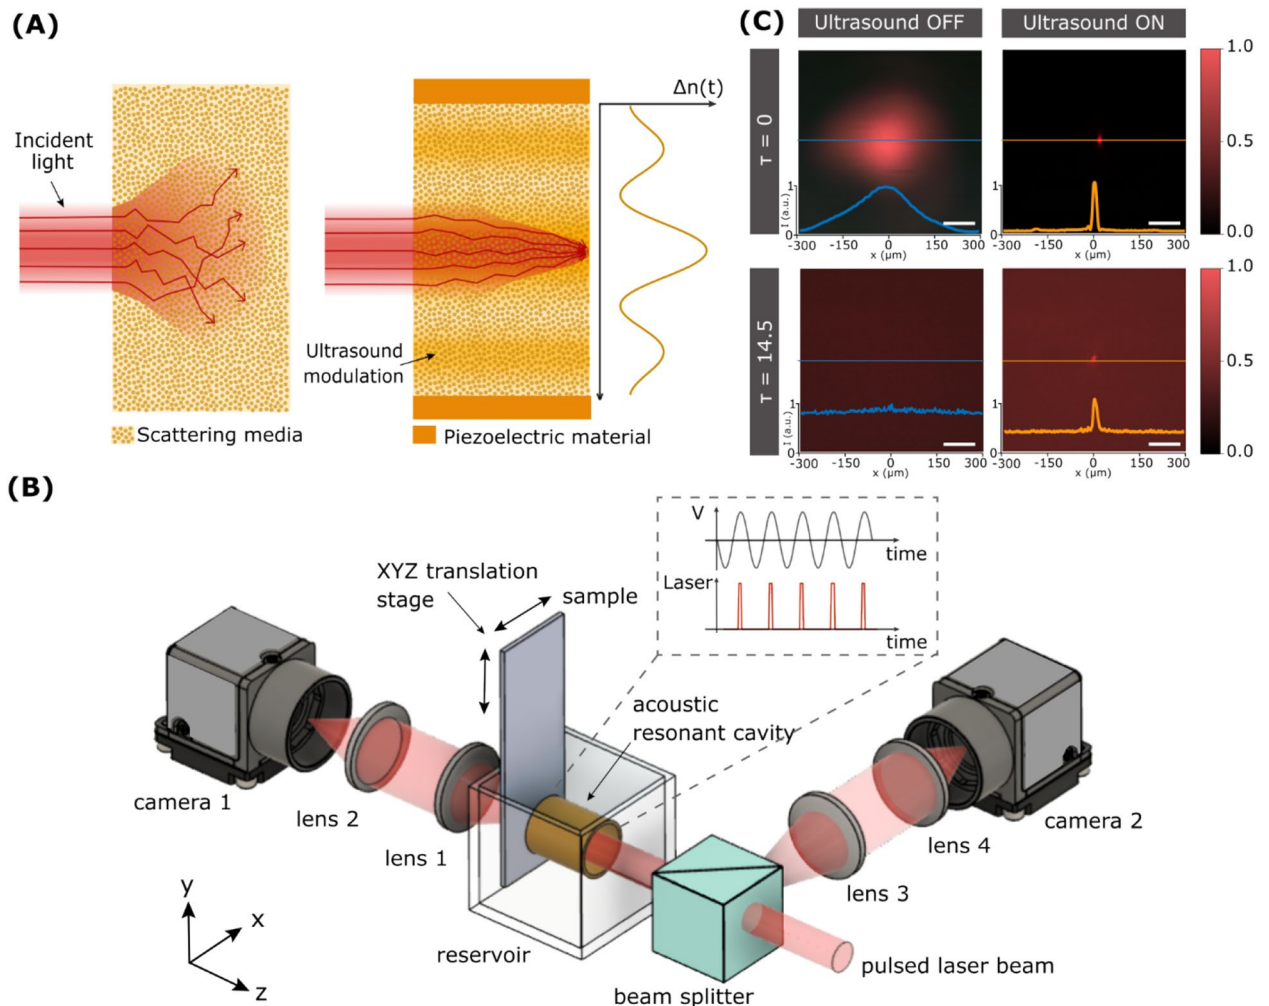 (A)
Incident
light
Δn(t)
Ultrasound
modulation
Scattering media
Piezoelectric material
(C)
Ultrasound OFF
Ultrasound ON
τ = 0
1
I (a.u.)
0
-300
-150
0
150
300
x (μm)
-300
-150
0
150
300
x (μm)
1.0
0.5
0.0
τ = 14.5
1
I (a.u.)
0
-300
-150
0
150
300
x (μm)
-300
-150
0
150
300
x (μm)
1.0
0.5
0.0
(B)
V
time
Laser
time
XYZ translation
stage
sample
acoustic
resonant cavity
camera 1
lens 2
lens 1
camera 2
lens 4
lens 3
y
x
z
reservoir
beam splitter
pulsed laser beam